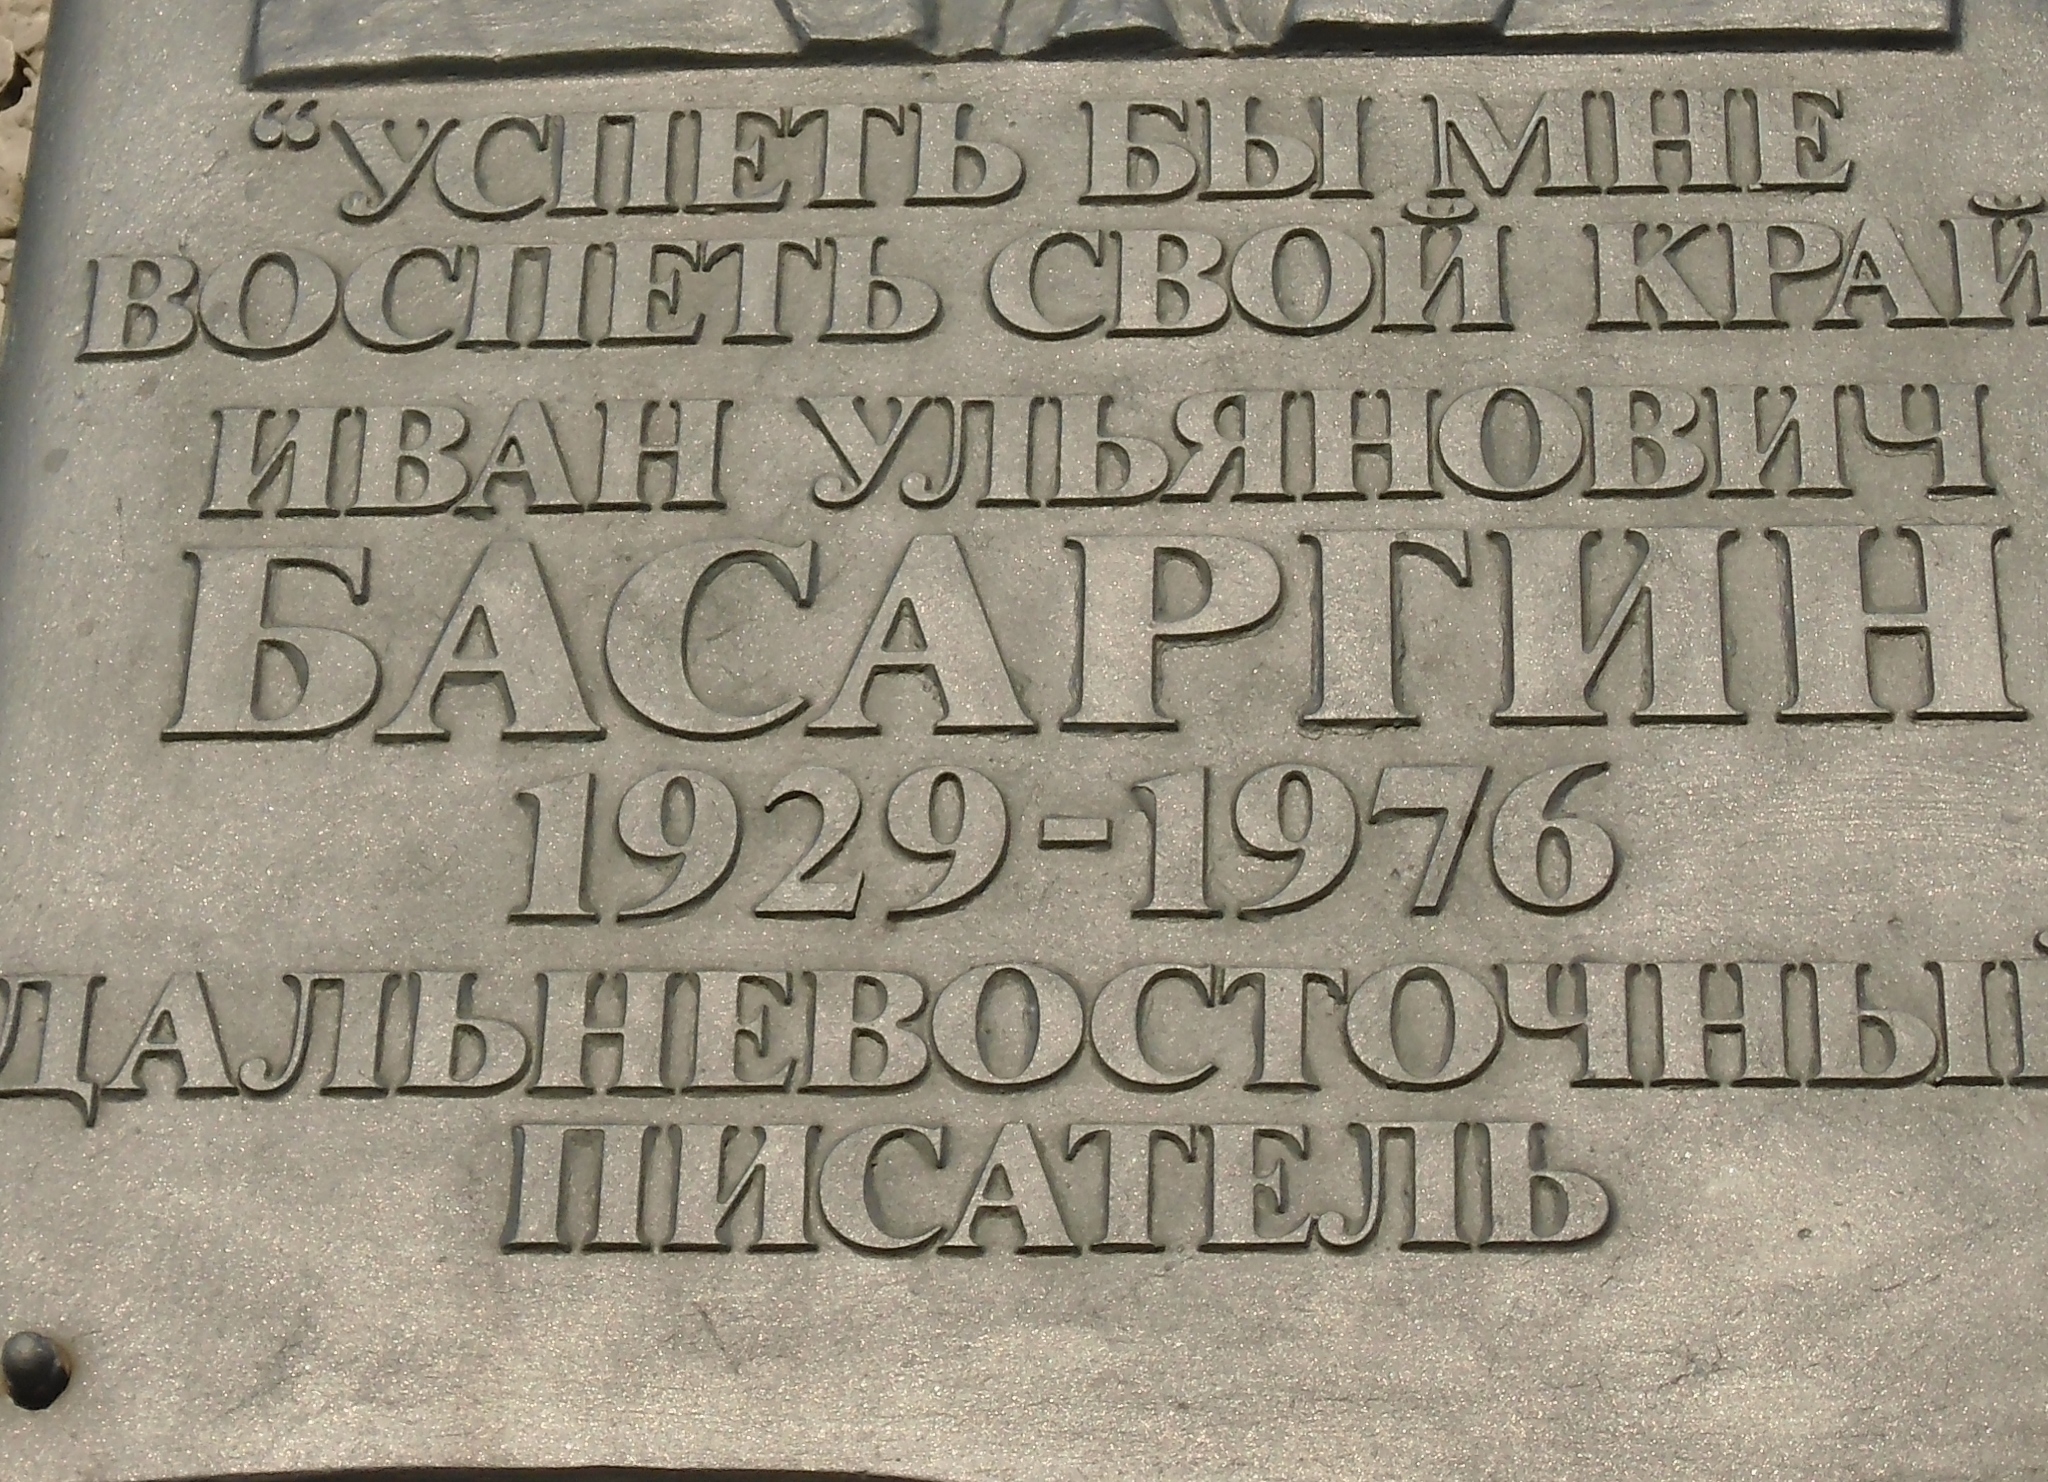 “УСПЕТЬ БЫ МНЕ
ВОСПЕТЬ СВОЙ КРАЙ
ИВАН УЛЬЯНОВИЧ
БАСАРГИН
1929-1976
ДАЛЬНЕВОСТОЧНЫЙ
ПИСАТЕЛЬ